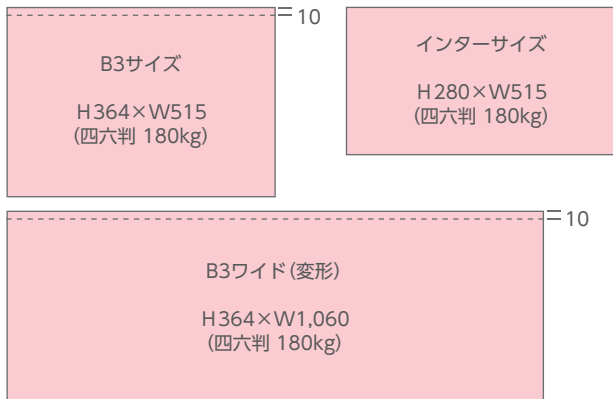 10
B3サイズ
H364×W515
(四六判 180kg)
インターサイズ
H280×W515
(四六判 180kg)
10
B3ワイド(変形)
H364×W1,060
(四六判 180kg)